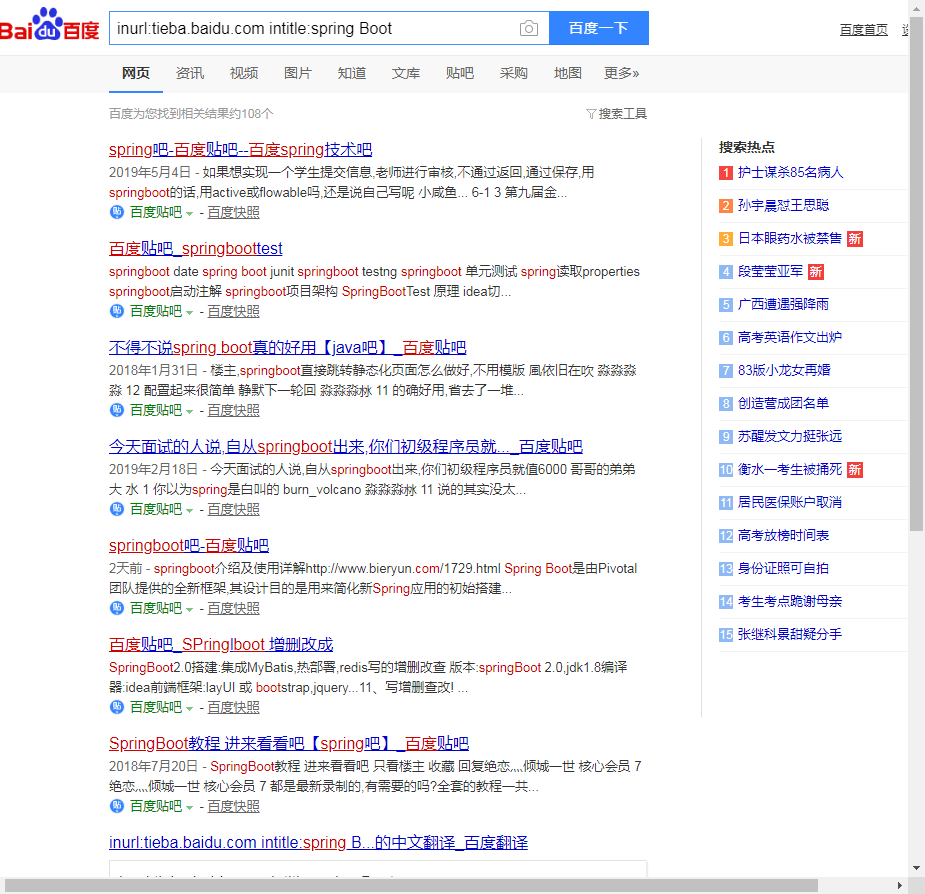 Bai du 百度
inurl:tieba.baidu.com intitle:spring Boot
百度一下
百度首页
网页 资讯 视频 图片 知道 文库 贴吧 采购 地图 更多»
百度为您找到相关结果约108个
搜索工具
spring吧-百度贴吧--百度spring技术吧
2019年5月4日 - 如果想实现一个学生提交信息,老师进行审核,不通过返回,通过保存,用
springboot的话,用active或flowable吗,还是说自己写呢 小咸鱼... 6-1 3 第九届金...
贴 百度贴吧 - 百度快照
百度贴吧_springboottest
springboot date spring boot junit springboot testng springboot 单元测试 spring读取properties
springboot启动注解 springboot项目架构 SpringBootTest 原理 idea切...
贴 百度贴吧 - 百度快照
不得不说spring boot真的好用【java吧】_百度贴吧
2018年1月31日 - 楼主,springboot直接跳转静态化页面怎么做好,不用模版 風依旧在吹 淼淼淼
淼 12 配置起来很简单 静默下一轮回 淼淼淼沝 11 的确好用,省去了一堆...
贴 百度贴吧 - 百度快照
今天面试的人说,自从springboot出来,你们初级程序员就..._百度贴吧
2019年2月18日 - 今天面试的人说,自从springboot出来,你们初级程序员就值6000 哥哥的弟弟
大 水 1 你以为spring是白叫的 burn_volcano 淼淼淼沝 11 说的其实没太...
贴 百度贴吧 - 百度快照
springboot吧-百度贴吧
2天前 - springboot介绍及使用详解http://www.bieryun.com/1729.html Spring Boot是由Pivotal
团队提供的全新框架,其设计目的是用来简化新Spring应用的初始搭建...
贴 百度贴吧 - 百度快照
百度贴吧_SPringlboot 增删改成
SpringBoot2.0搭建:集成MyBatis,热部署,redis写的增删改查 版本:springBoot 2.0,jdk1.8编译
器:idea前端框架:layUI 或 bootstrap,jquery...11、写增删查改! ...
贴 百度贴吧 - 百度快照
SpringBoot教程 进来看看吧【spring吧】_百度贴吧
2018年7月20日 - SpringBoot教程 进来看看吧 只看楼主 收藏 回复绝恋灬倾城一世 核心会员 7
绝恋灬倾城一世 核心会员 7 都是最新录制的,有需要的吗?全套的教程一共...
贴 百度贴吧 - 百度快照
inurl:tieba.baidu.com intitle:spring B...的中文翻译_百度翻译
搜索热点
1 护士谋杀85名病人
2 孙宇晨怼王思聪
3 日本眼药水被禁售 新
4 段莹莹亚军 新
5 广西遭遇强降雨
6 高考英语作文出炉
7 83版小龙女再婚
8 创造营成团名单
9 苏醒发文力挺张远
10 衡水一考生被捅死 新
11 居民医保账户取消
12 高考放榜时间表
13 身份证照可自拍
14 考生考点跪谢母亲
15 张继科景甜疑分手